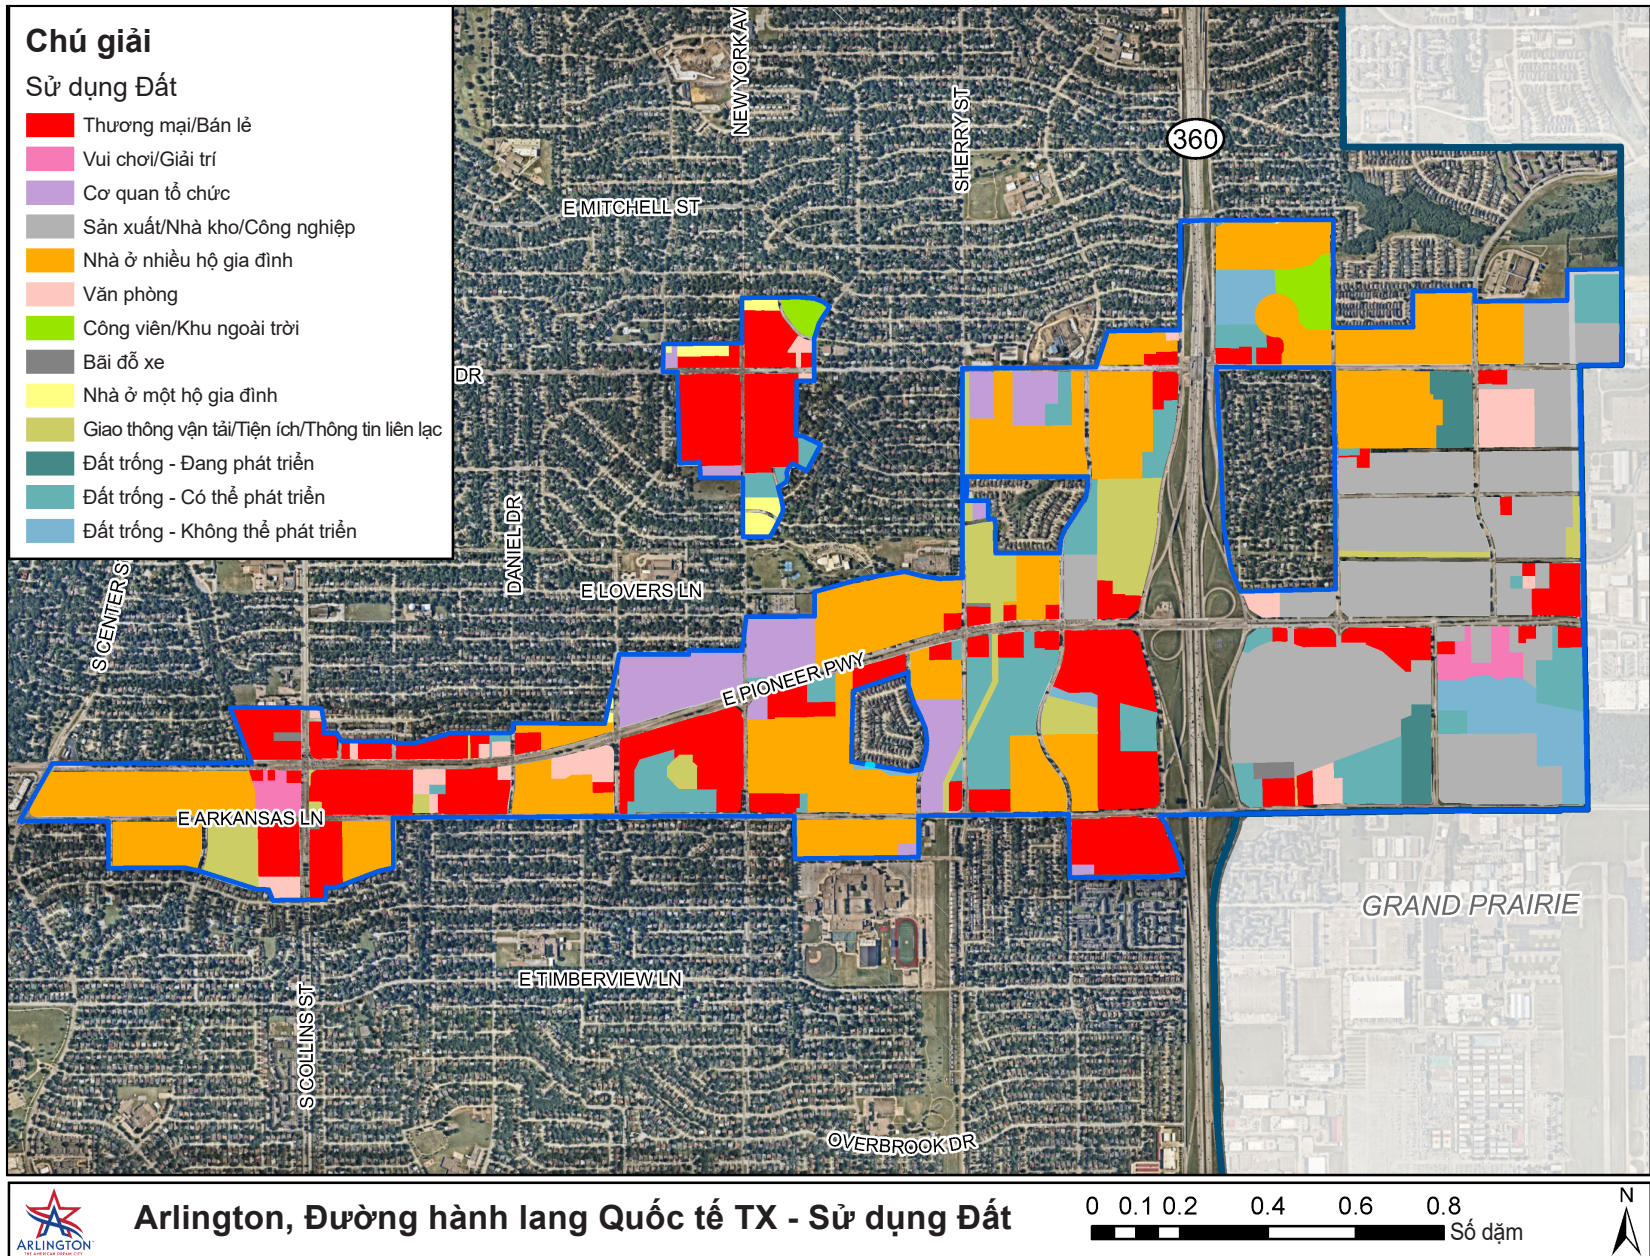 Chú giải
Sử dụng Đất
Thương mại/Bán lẻ
Vui chơi/Giải trí
Cơ quan tổ chức
Sản xuất/Nhà kho/Công nghiệp
Nhà ở nhiều hộ gia đình
Văn phòng
Công viên/Khu ngoài trời
Bãi đỗ xe
Nhà ở một hộ gia đình
Giao thông vận tải/Tiện ích/Thông tin liên lạc
Đất trống - Đang phát triển
Đất trống - Có thể phát triển
Đất trống - Không thể phát triển
NEW YORK AV
SHERRY ST
360
E MITCHELL ST
DR
DANIEL DR
E LOVERS LN
S CENTER S
E PIONEER PWY
E ARKANSAS LN
GRAND PRAIRIE
E TIMBERVIEW LN
S COLLINS ST
OVERBROOK DR
ARLINGTON
THE AMERICAN DREAM CITY
Arlington, Đường hành lang Quốc tế TX - Sử dụng Đất
0 0.1 0.2 0.4 0.6 0.8
Số dặm
N